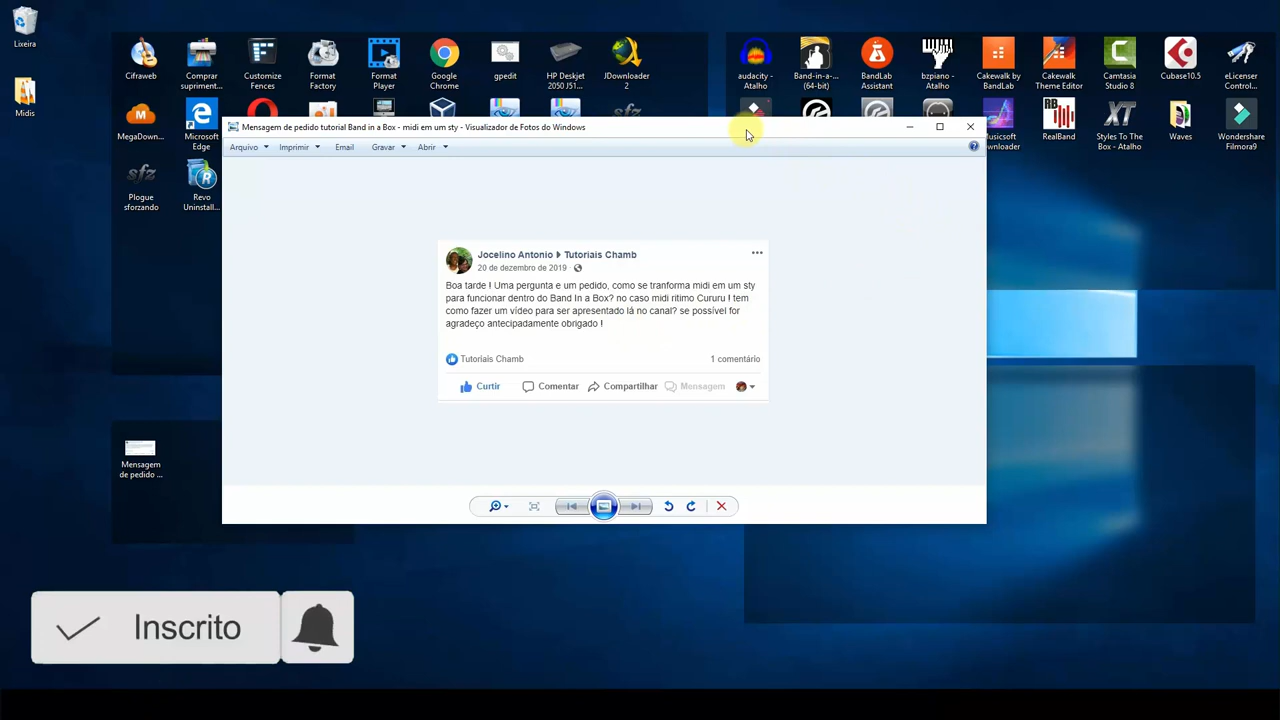 Lixeira
Midis
Cifraweb
Comprar
supriment...
Customize
Fences
Format
Factory
Format
Player
Google
Chrome
gpedit
HP Deskjet
2050 J51...
JDownloader
2
audacity -
Atalho
Band-in-a-...
(64-bit)
BandLab
Assistant
bzpiano -
Atalho
Cakewalk by
BandLab
Cakewalk
Theme Editor
Camtasia
Studio 8
Cubase10.5
eLicenser
Control...
MegaDown...
Microsoft
Edge
sfz
Musicsoft
RB
RealBand
XT
Styles To The
Box - Atalho
Waves
Wondershare
Filmora9
sfz
Plogue
sforzando
Revo
Uninstall...
Mensagem de pedido tutorial Band in a Box - midi em um sty - Visualizador de Fotos do Windows
Arquivo Imprimir Email Gravar Abrir
Jocelino Antonio Tutoriais Chamb
20 de dezembro de 2019 ·
Boa tarde ! Uma pergunta e um pedido, como se tranforma midi em um sty
para funcionar dentro do Band In a Box? no caso midi ritimo Cururu ! tem
como fazer um vídeo para ser apresentado lá no canal? se possível for
agradeço antecipadamente obrigado !
Tutoriais Chamb 1 comentário
Curtir Comentar Compartilhar Mensagem
Mensagem
de pedido ...
Inscrito